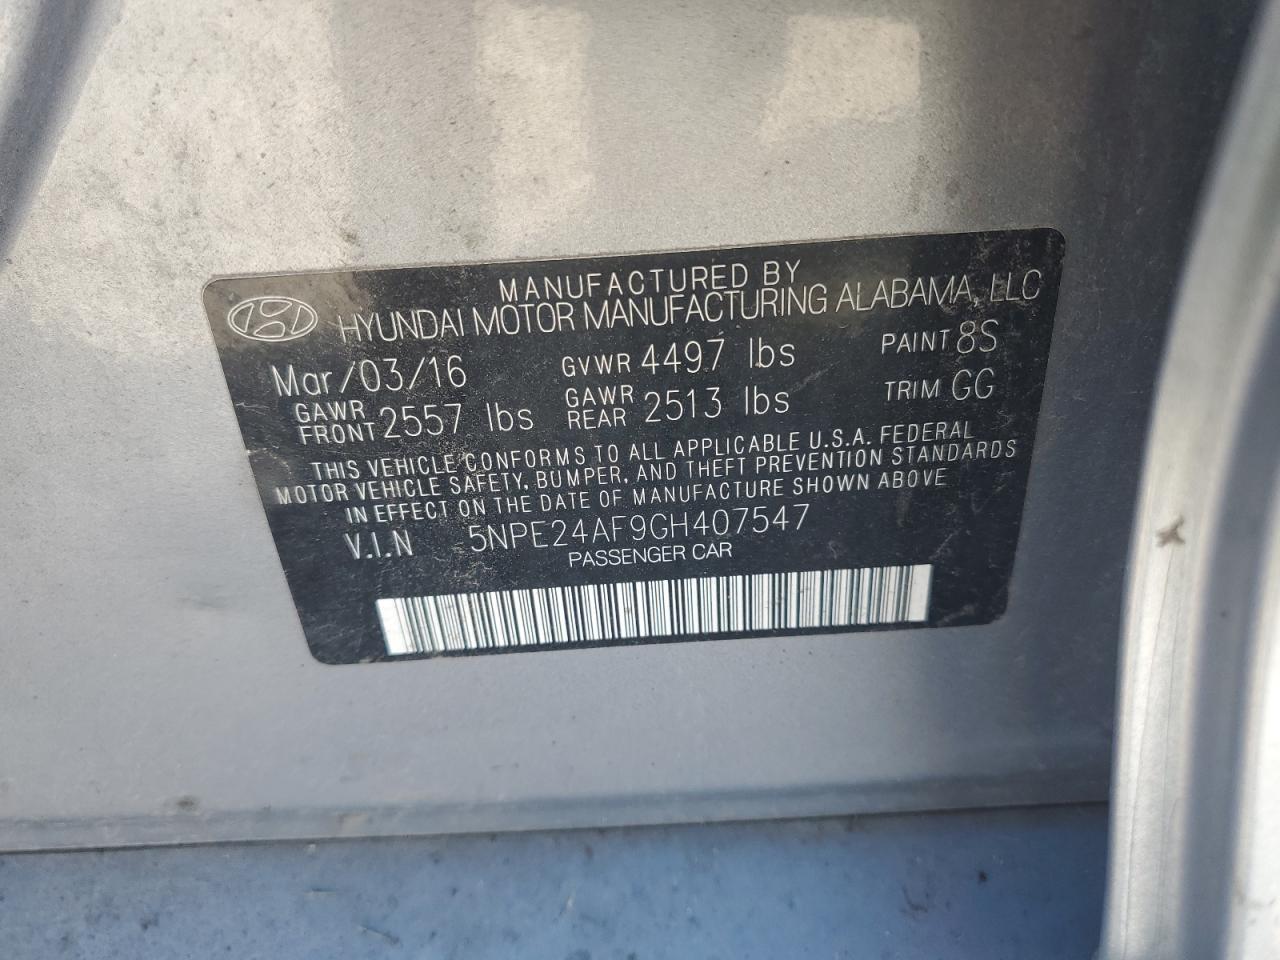 MANUFACTURED BY
HYUNDAI MOTOR MANUFACTURING ALABAMA, LLC
Mar/03/16 GVWR 4497 lbs PAINT 8S
GAWR FRONT 2557 lbs GAWR REAR 2513 lbs TRIM GG
THIS VEHICLE CONFORMS TO ALL APPLICABLE U.S.A. FEDERAL
MOTOR VEHICLE SAFETY, BUMPER, AND THEFT PREVENTION STANDARDS
IN EFFECT ON THE DATE OF MANUFACTURE SHOWN ABOVE
V.I.N 5NPE24AF9GH407547
PASSENGER CAR